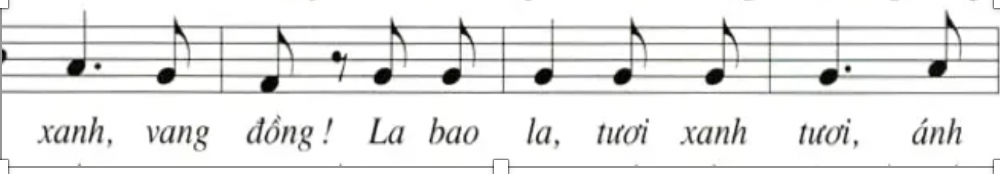 xanh, vang đồng ! La bao la, tươi xanh tươi, ánh